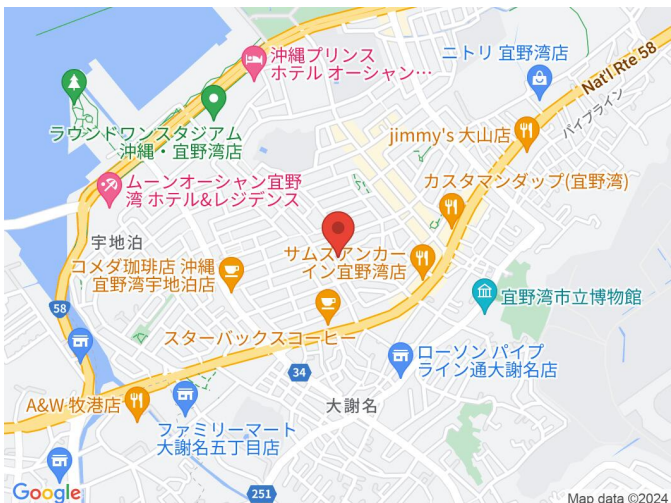 沖縄プリンス
ホテル オーシャン…
ニトリ 宜野湾店
Nat'l Rte 58
パイプライン
ラウンドワンスタジアム
沖縄・宜野湾店
jimmy's 大山店
ムーンオーシャン宜野
湾 ホテル&レジデンス
カスタマンダップ(宜野湾)
宇地泊
コメダ珈琲店 沖縄
宜野湾宇地泊店
サムズアンカー
イン宜野湾店
宜野湾市立博物館
58
スターバックスコーヒー
ローソン パイプ
ライン通大謝名店
34
A&W 牧港店
大謝名
ファミリーマート
大謝名五丁目店
251
Google
Map data ©2024